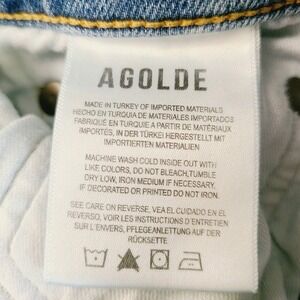 AGOLDE
MADE IN TURKEY OF IMPORTED MATERIALS
HECHO EN TURQUIA DE MATERIALES IMPORTADOS
FABRIQUÉ EN TURQUIE A PARTIR DE MATÉRIAUX
IMPORTÉS, IN DER TÜRKEI HERGESTELLT MIT
IMPORTIERTEN MATERIALIEN
MACHINE WASH COLD INSIDE OUT WITH
LIKE COLORS, DO NOT BLEACH,TUMBLE
DRY LOW, IRON MEDIUM IF NECESSARY.
IF DECORATED OR PRINTED DO NOT IRON.
SEE CARE ON REVERSE, VEA EL CUIDADO EN EL
REVERSO, VOIR LES INSTRUCTIONS D'ENTRETIEN
SUR L'ENVERS, PFLEGEANLEITUNG AUF DER
RÜCKSETTE